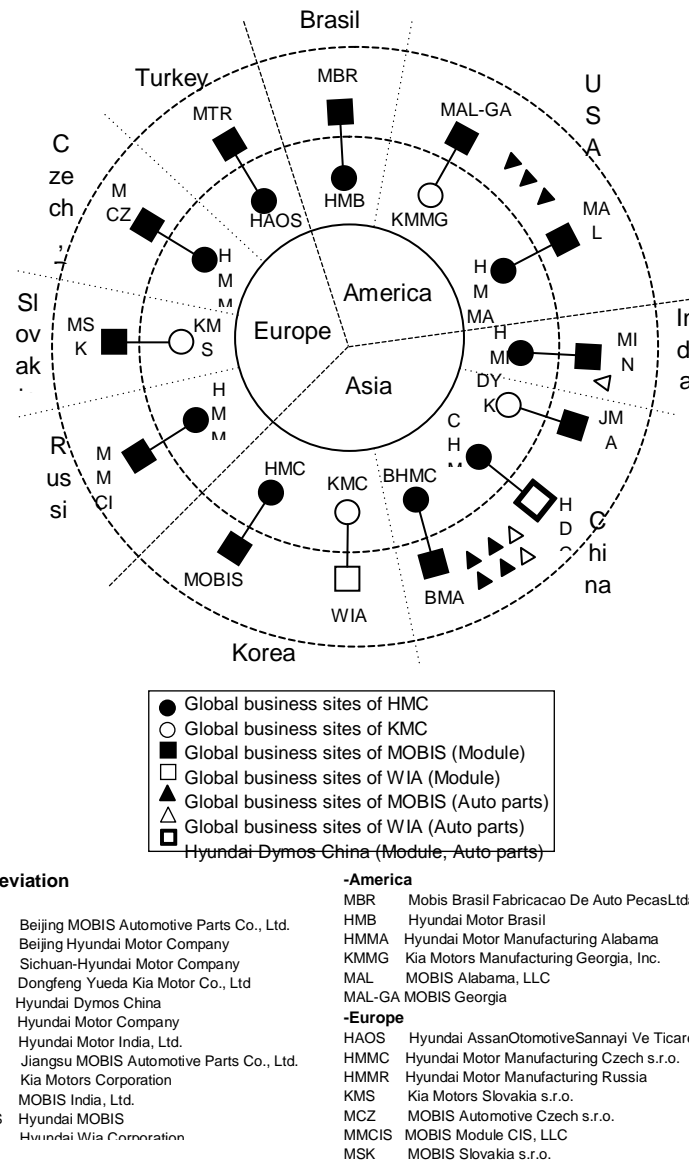 Brasil
Turkey
MBR
U
S
A
MTR
MAL-GA
C
ze
ch
,
M
CZ
HAOS
HMB
KMMG
MA
L
H
M
M
H
M
MA
America
Sl
ov
ak
MS
K
KM
S
Europe
H
MI
MI
N
In
d
a
Asia
DY
K
JM
A
H
M
M
C
H
M
R
us
si
M
M
CI
HMC
KMC
BHMC
H
D
C
C
hi
na
MOBIS
WIA
BMA
Korea
Global business sites of HMC
Global business sites of KMC
Global business sites of MOBIS (Module)
Global business sites of WIA (Module)
Global business sites of MOBIS (Auto parts)
Global business sites of WIA (Auto parts)
Hyundai Dymos China (Module, Auto parts)
eviation
Beijing MOBIS Automotive Parts Co., Ltd.
Beijing Hyundai Motor Company
Sichuan-Hyundai Motor Company
Dongfeng Yueda Kia Motor Co., Ltd
Hyundai Dymos China
Hyundai Motor Company
Hyundai Motor India, Ltd.
Jiangsu MOBIS Automotive Parts Co., Ltd.
Kia Motors Corporation
MOBIS India, Ltd.
S Hyundai MOBIS
Hyundai Wia Corporation
-America
MBR Mobis Brasil Fabricacao De Auto PecasLtda
HMB Hyundai Motor Brasil
HMMA Hyundai Motor Manufacturing Alabama
KMMG Kia Motors Manufacturing Georgia, Inc.
MAL MOBIS Alabama, LLC
MAL-GA MOBIS Georgia
-Europe
HAOS Hyundai AssanOtomotiveSannayi Ve Ticare
HMMC Hyundai Motor Manufacturing Czech s.r.o.
HMMR Hyundai Motor Manufacturing Russia
KMS Kia Motors Slovakia s.r.o.
MCZ MOBIS Automotive Czech s.r.o.
MMCIS MOBIS Module CIS, LLC
MSK MOBIS Slovakia s.r.o.